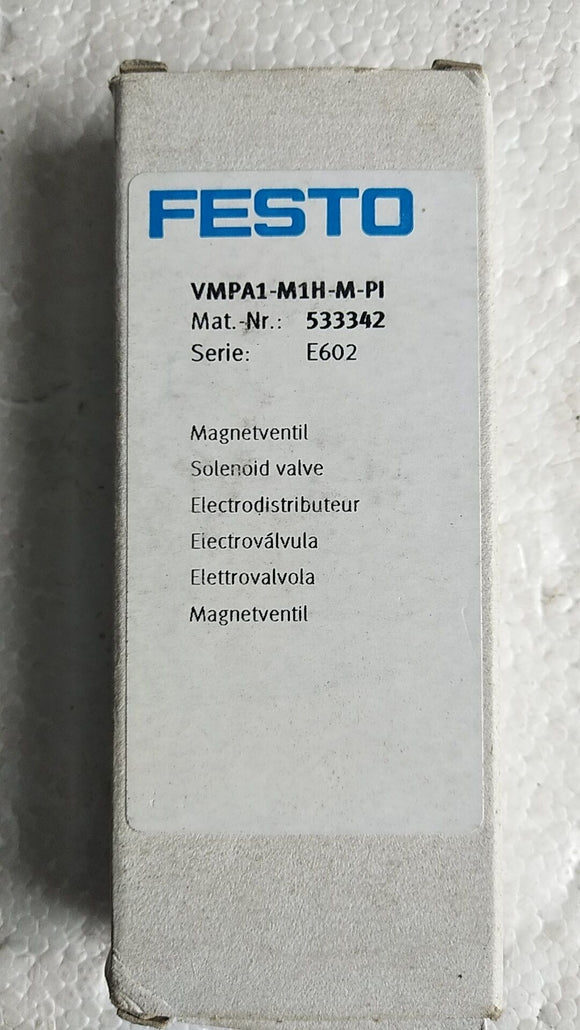 FESTO
VMPA1-M1H-M-PI
Mat.-Nr.: 533342
Serie: E602
Magnetventil
Solenoid valve
Electrodistributeur
Electroválvula
Elettrovalvola
Magnetventil